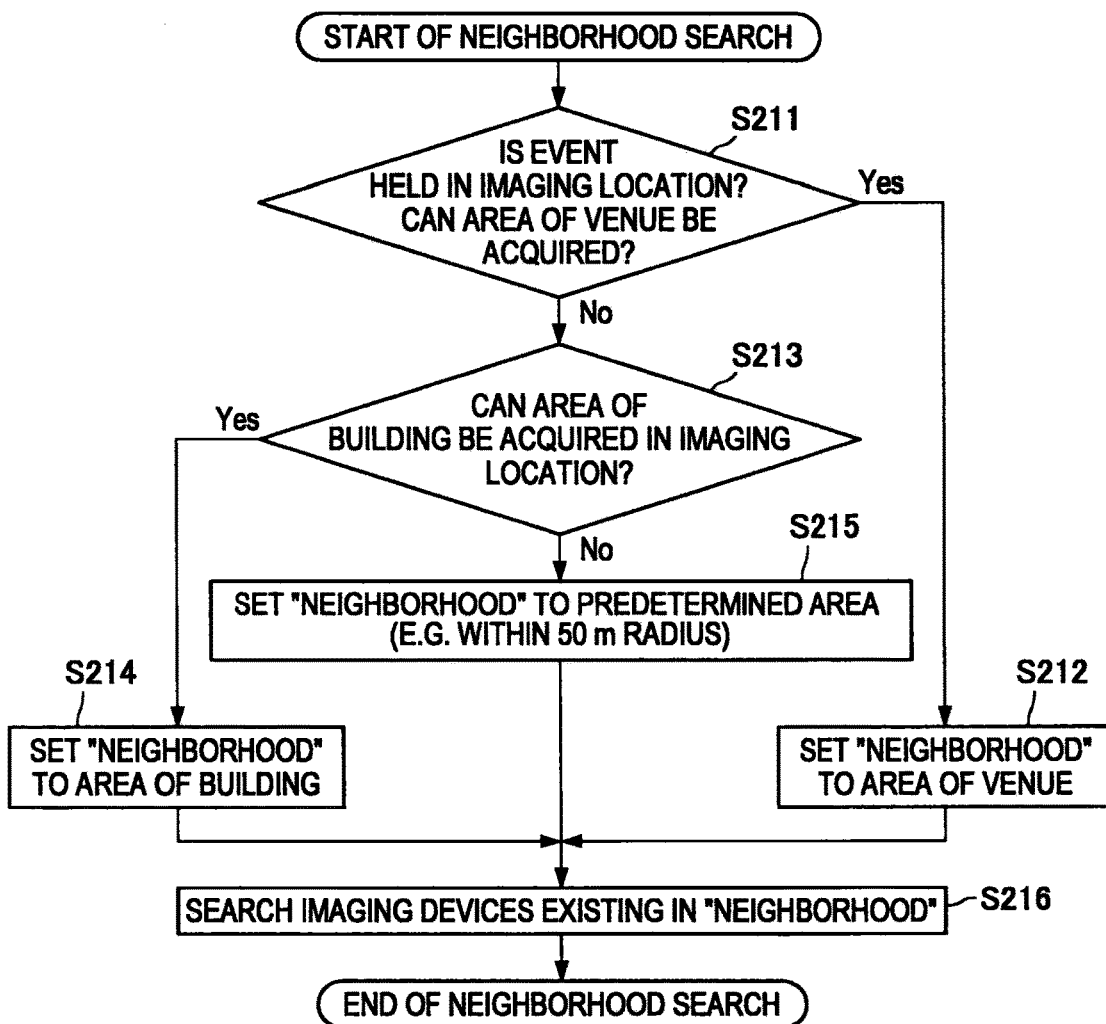 START OF NEIGHBORHOOD SEARCH
S211
IS EVENT
HELD IN IMAGING LOCATION?
CAN AREA OF VENUE BE
ACQUIRED?
Yes
No
S213
CAN AREA OF
BUILDING BE ACQUIRED IN IMAGING
LOCATION?
Yes
No
S215
SET "NEIGHBORHOOD" TO PREDETERMINED AREA
(E.G. WITHIN 50 m RADIUS)
S214
SET "NEIGHBORHOOD"
TO AREA OF BUILDING
S212
SET "NEIGHBORHOOD"
TO AREA OF VENUE
SEARCH IMAGING DEVICES EXISTING IN "NEIGHBORHOOD"
S216
END OF NEIGHBORHOOD SEARCH